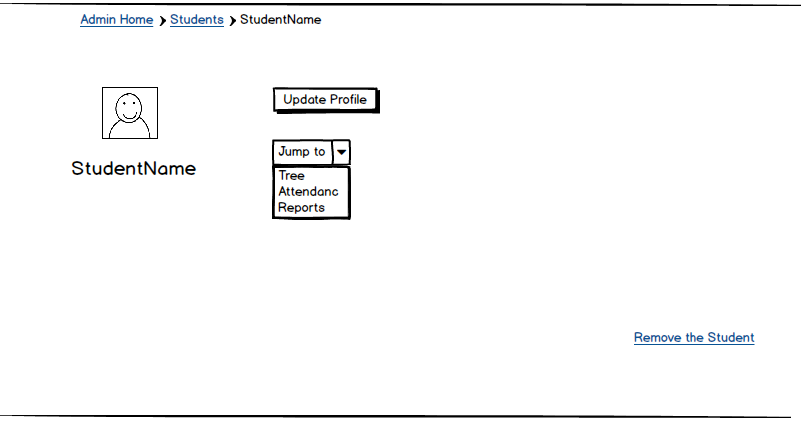 Admin Home ❯ Students ❯ StudentName
Update Profile
Jump to
StudentName
Tree
Attendanc
Reports
Remove the Student